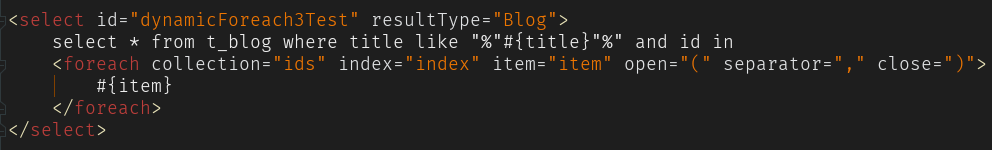 <select id="dynamicForeach3Test" resultType="Blog">
    select * from t_blog where title like "%"#{title}"%" and id in
    <foreach collection="ids" index="index" item="item" open="(" separator="," close=")">
        #{item}
    </foreach>
</select>